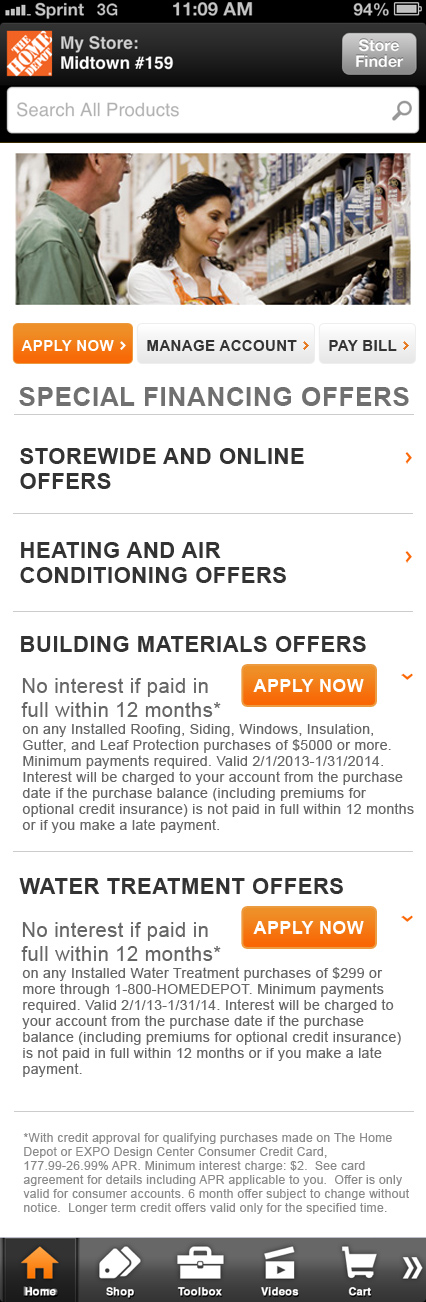 Sprint 3G 11:09 AM 94%
THE HOME DEPOT
My Store:
Midtown #159
Store Finder
Search All Products
APPLY NOW › MANAGE ACCOUNT › PAY BILL ›
SPECIAL FINANCING OFFERS
STOREWIDE AND ONLINE
OFFERS
HEATING AND AIR
CONDITIONING OFFERS
BUILDING MATERIALS OFFERS
No interest if paid in
full within 12 months*
APPLY NOW
on any Installed Roofing, Siding, Windows, Insulation,
Gutter, and Leaf Protection purchases of $5000 or more.
Minimum payments required. Valid 2/1/2013-1/31/2014.
Interest will be charged to your account from the purchase
date if the purchase balance (including premiums for
optional credit insurance) is not paid in full within 12 months
or if you make a late payment.
WATER TREATMENT OFFERS
No interest if paid in
full within 12 months*
APPLY NOW
on any Installed Water Treatment purchases of $299 or
more through 1-800-HOMEDEPOT. Minimum payments
required. Valid 2/1/13-1/31/14. Interest will be charged to
your account from the purchase date if the purchase
balance (including premiums for optional credit insurance)
is not paid in full within 12 months or if you make a late
payment.
*With credit approval for qualifying purchases made on The Home
Depot or EXPO Design Center Consumer Credit Card,
177.99-26.99% APR. Minimum interest charge: $2. See card
agreement for details including APR applicable to you. Offer is only
valid for consumer accounts. 6 month offer subject to change without
notice. Longer term credit offers valid only for the specified time.
Home Shop Toolbox Videos Cart